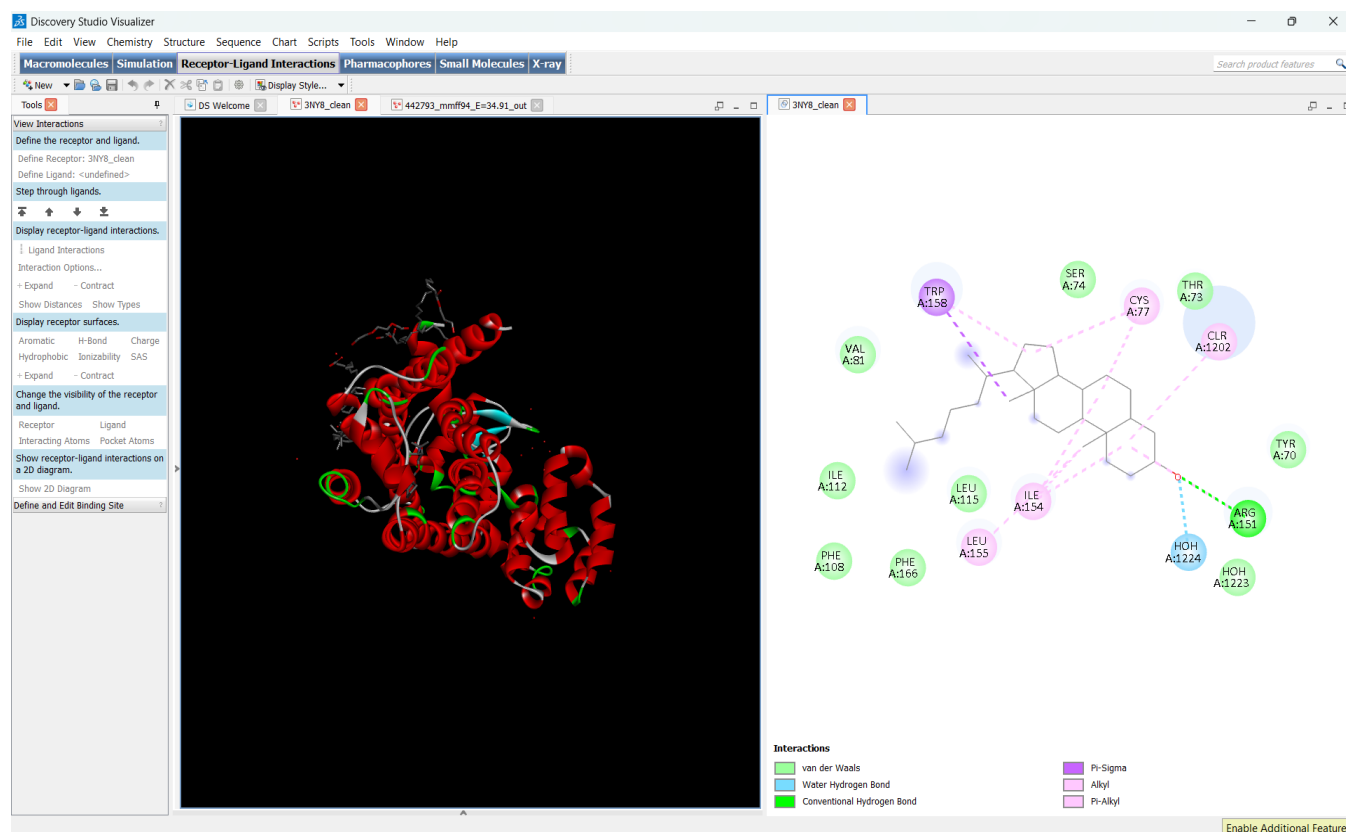 Discovery Studio Visualizer
File Edit View Chemistry Structure Sequence Chart Scripts Tools Window Help
Macromolecules Simulation Receptor-Ligand Interactions Pharmacophores Small Molecules X-ray
Search product features
New Display Style...
Tools
DS Welcome 3NY8_clean 442793_mmff94_E=34.91_out
3NY8_clean
View Interactions ?
Define the receptor and ligand.
Define Receptor: 3NY8_clean
Define Ligand: <undefined>
Step through ligands.
Display receptor-ligand interactions.
Ligand Interactions
Interaction Options...
+ Expand - Contract
Show Distances Show Types
Display receptor surfaces.
Aromatic H-Bond Charge
Hydrophobic Ionizability SAS
+ Expand - Contract
Change the visibility of the receptor
and ligand.
Receptor Ligand
Interacting Atoms Pocket Atoms
Show receptor-ligand interactions on
a 2D diagram.
Show 2D Diagram
Define and Edit Binding Site ?
SER
A:74
THR
A:73
TRP
A:158
CYS
A:77
CLR
A:1202
VAL
A:81
TYR
A:70
ILE
A:112
LEU
A:115
ILE
A:154
ARG
A:151
LEU
A:155
HOH
A:1224
PHE
A:108
PHE
A:166
HOH
A:1223
Interactions
van der Waals
Water Hydrogen Bond
Conventional Hydrogen Bond
Pi-Sigma
Alkyl
Pi-Alkyl
Enable Additional Feature